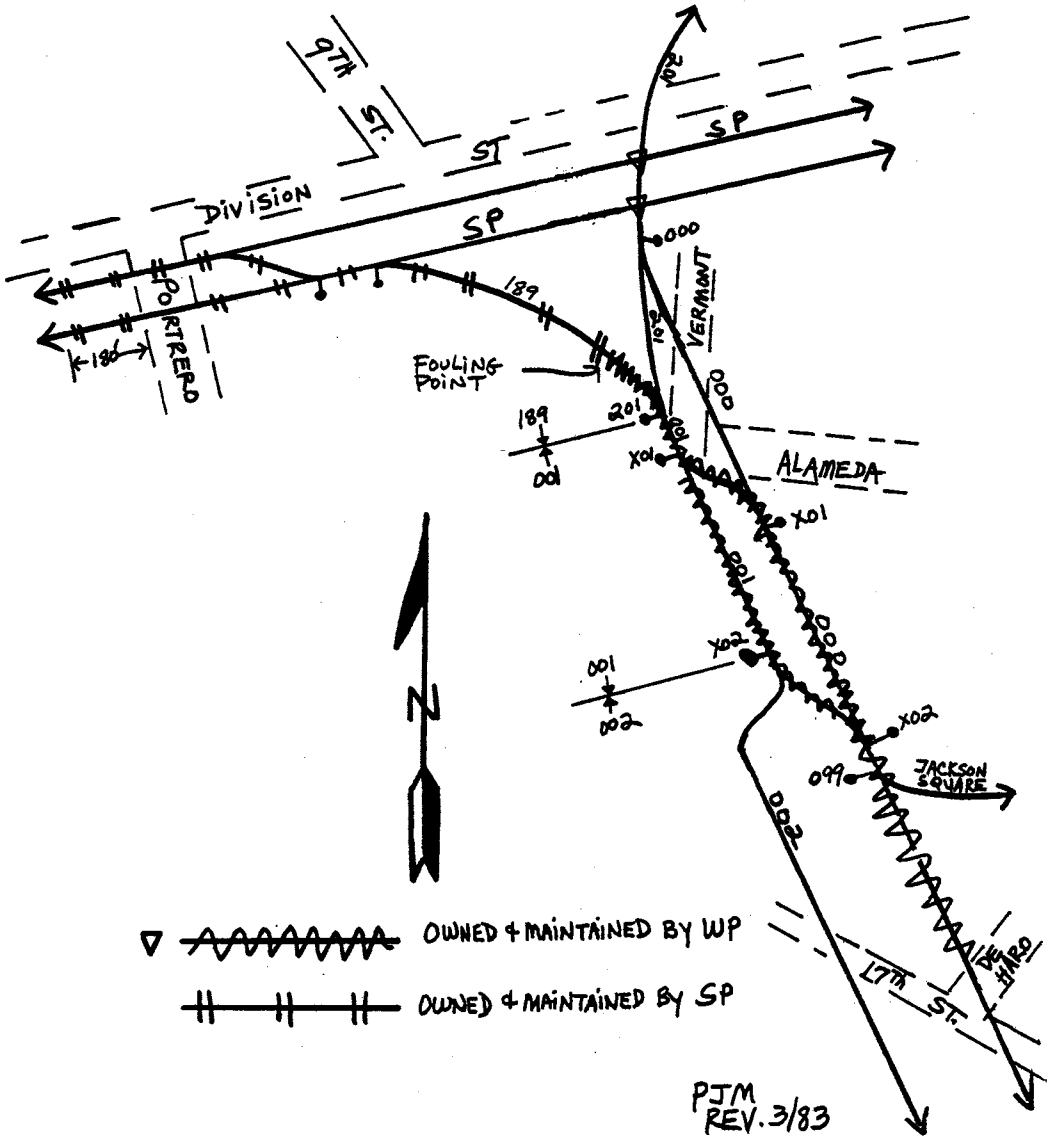 201
9TH
ST.
SP
ST
DIVISION
SP
000
189
180'
PORTRERO
201
VERMONT
000
FOULING
POINT
189
001
201
001
X01
ALAMEDA
X01
001
000
X02
001
002
X02
099
JACKSON
SQUARE
002
N
OWNED & MAINTAINED BY WP
OWNED & MAINTAINED BY SP
17TH
ST.
DE
HARO
PJM
REV. 3/83